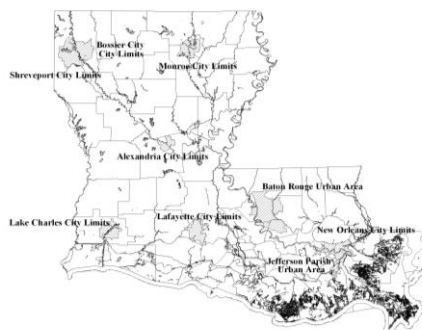 Bossier City
City Limits
Monroe City Limits
Shreveport City Limits
Alexandria City Limits
Baton Rouge Urban Area
Lake Charles City Limits
Lafayette City Limits
New Orleans City Limits
Jefferson Parish
Urban Area